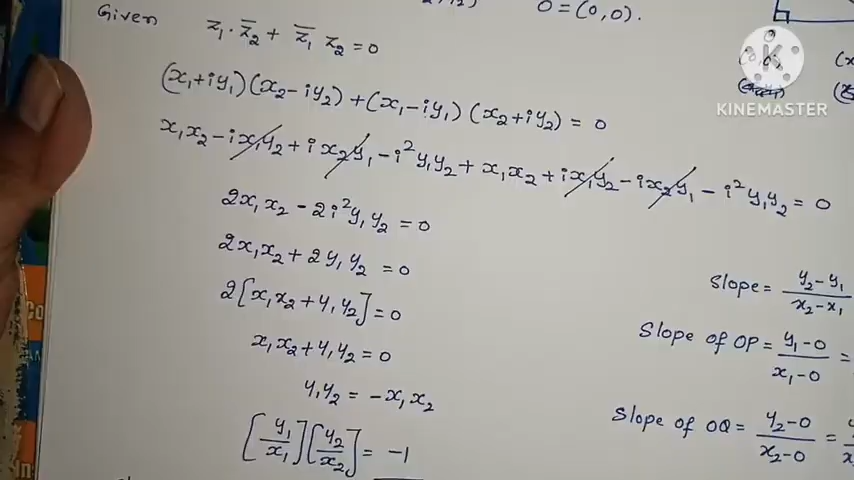 O = (0,0).
Given z₁ · z̅₂ + z̅₁ z₂ = 0
(x₁+iy₁)(x₂-iy₂) + (x₁-iy₁)(x₂+iy₂) = 0
x₁x₂ - ix₁y₂ + ix₂y₁ - i²y₁y₂ + x₁x₂ + ix₁y₂ - ix₂y₁ - i²y₁y₂ = 0
2x₁x₂ - 2i²y₁y₂ = 0
2x₁x₂ + 2y₁y₂ = 0
2[x₁x₂ + y₁y₂] = 0
x₁x₂ + y₁y₂ = 0
y₁y₂ = -x₁x₂
[y₁/x₁][y₂/x₂] = -1
Slope = y₂-y₁/x₂-x₁
Slope of OP = y₁-0/x₁-0 =
Slope of OQ = y₂-0/x₂-0 =
KINEMASTER